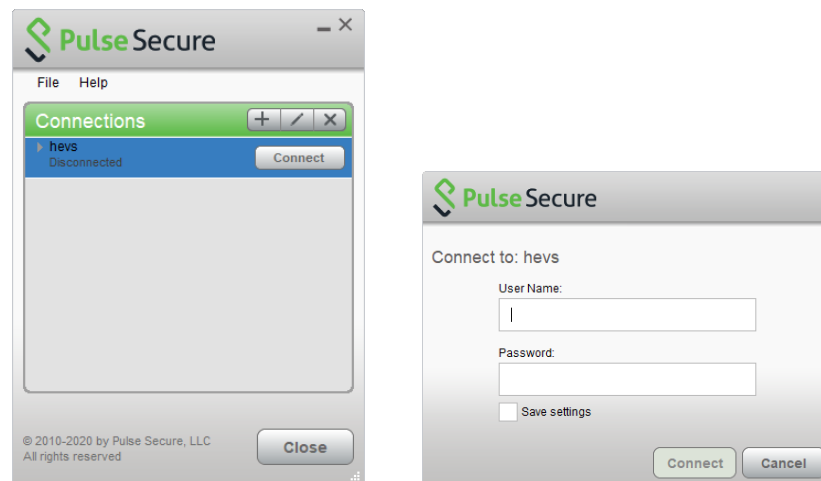 Pulse Secure
File Help
Connections
hevs
Disconnected
Connect
© 2010-2020 by Pulse Secure, LLC
All rights reserved
Close
Pulse Secure
Connect to: hevs
User Name:
Password:
Save settings
Connect Cancel